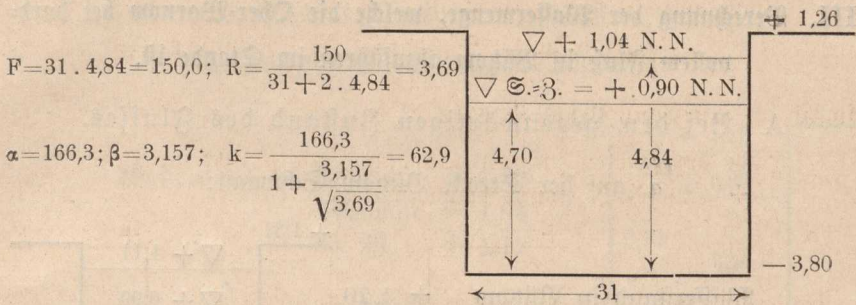 + 1,26
▽ + 1,04 N. N.
F=31 . 4,84=150,0; R= 150 / 31+2 . 4,84 = 3,69
▽ S.=Z. = + 0,90 N. N.
α=166,3; β=3,157; k= 166,3 / 1+ 3,157 / √3,69 = 62,9
4,70 4,84
— 3,80
31